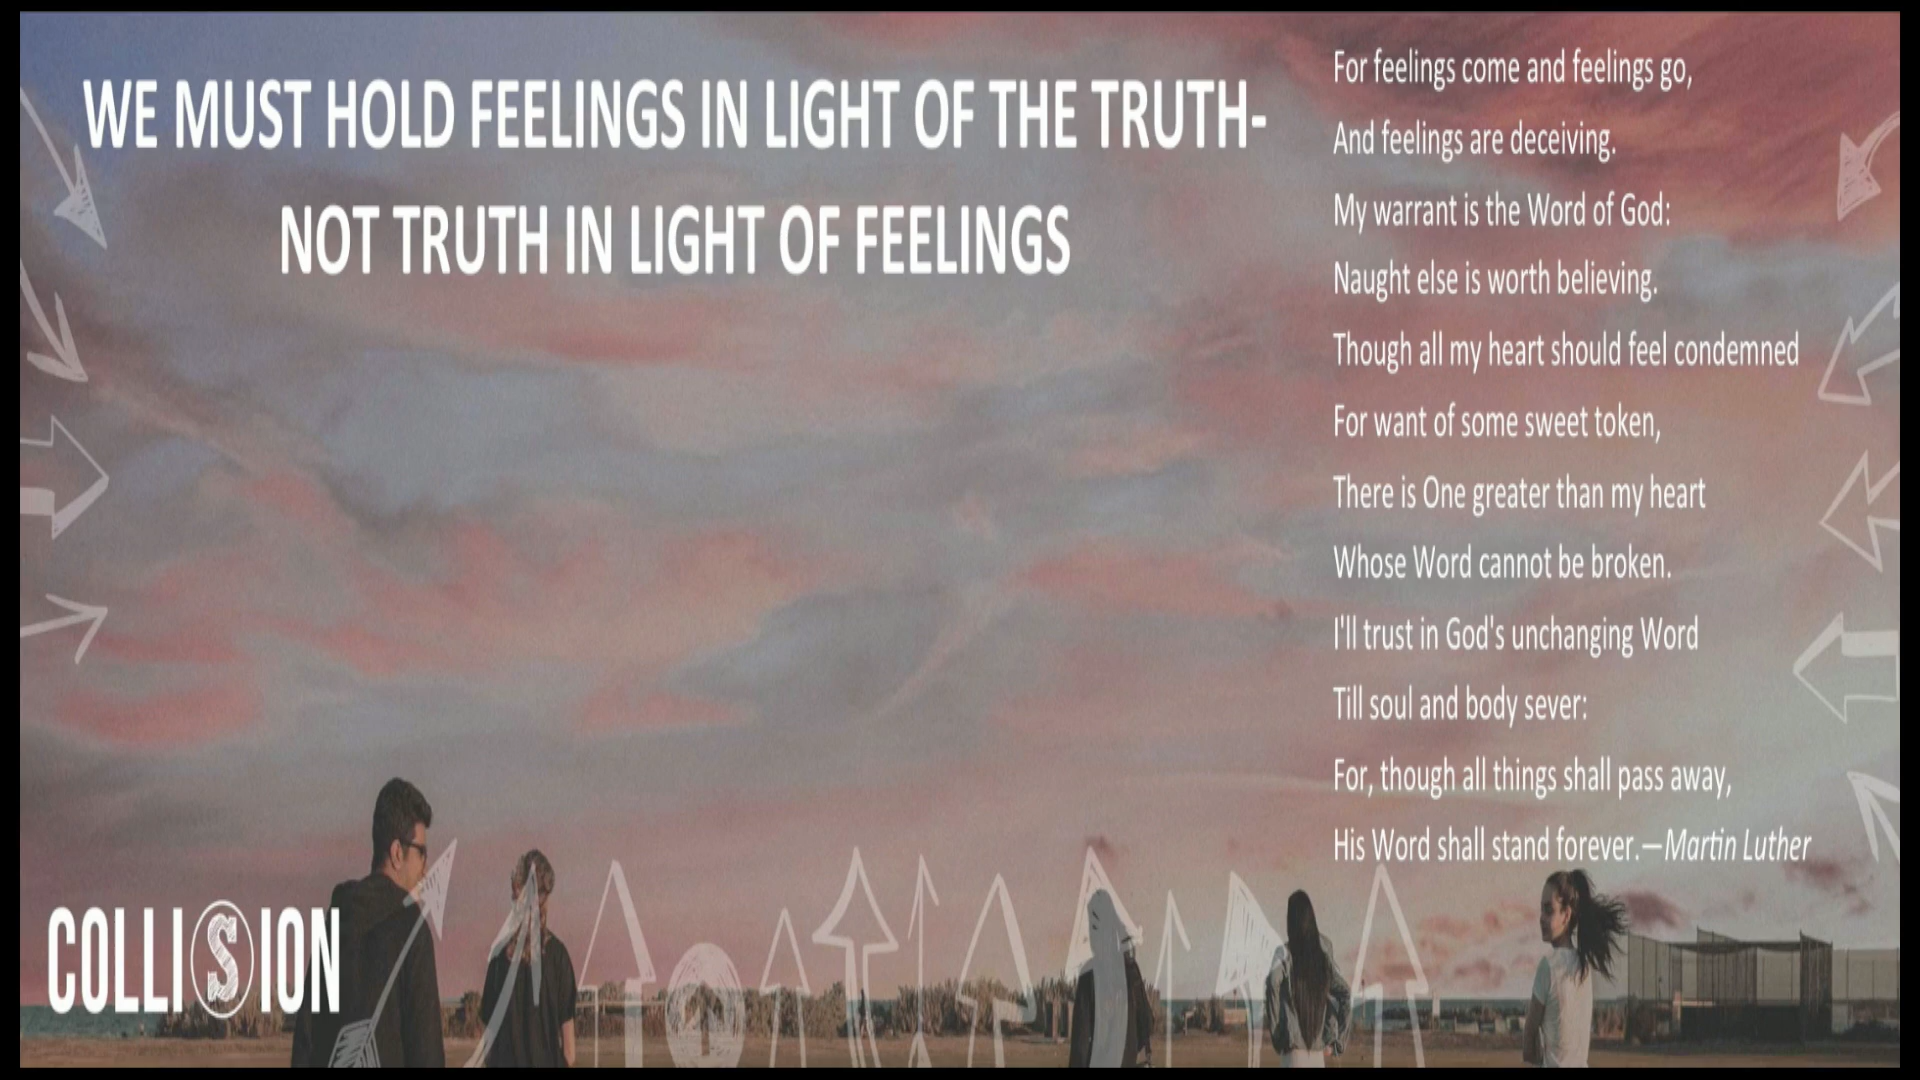 WE MUST HOLD FEELINGS IN LIGHT OF THE TRUTH-
NOT TRUTH IN LIGHT OF FEELINGS
For feelings come and feelings go,
And feelings are deceiving.
My warrant is the Word of God:
Naught else is worth believing.
Though all my heart should feel condemned
For want of some sweet token,
There is One greater than my heart
Whose Word cannot be broken.
I'll trust in God's unchanging Word
Till soul and body sever:
For, though all things shall pass away,
His Word shall stand forever.—Martin Luther
COLLISION